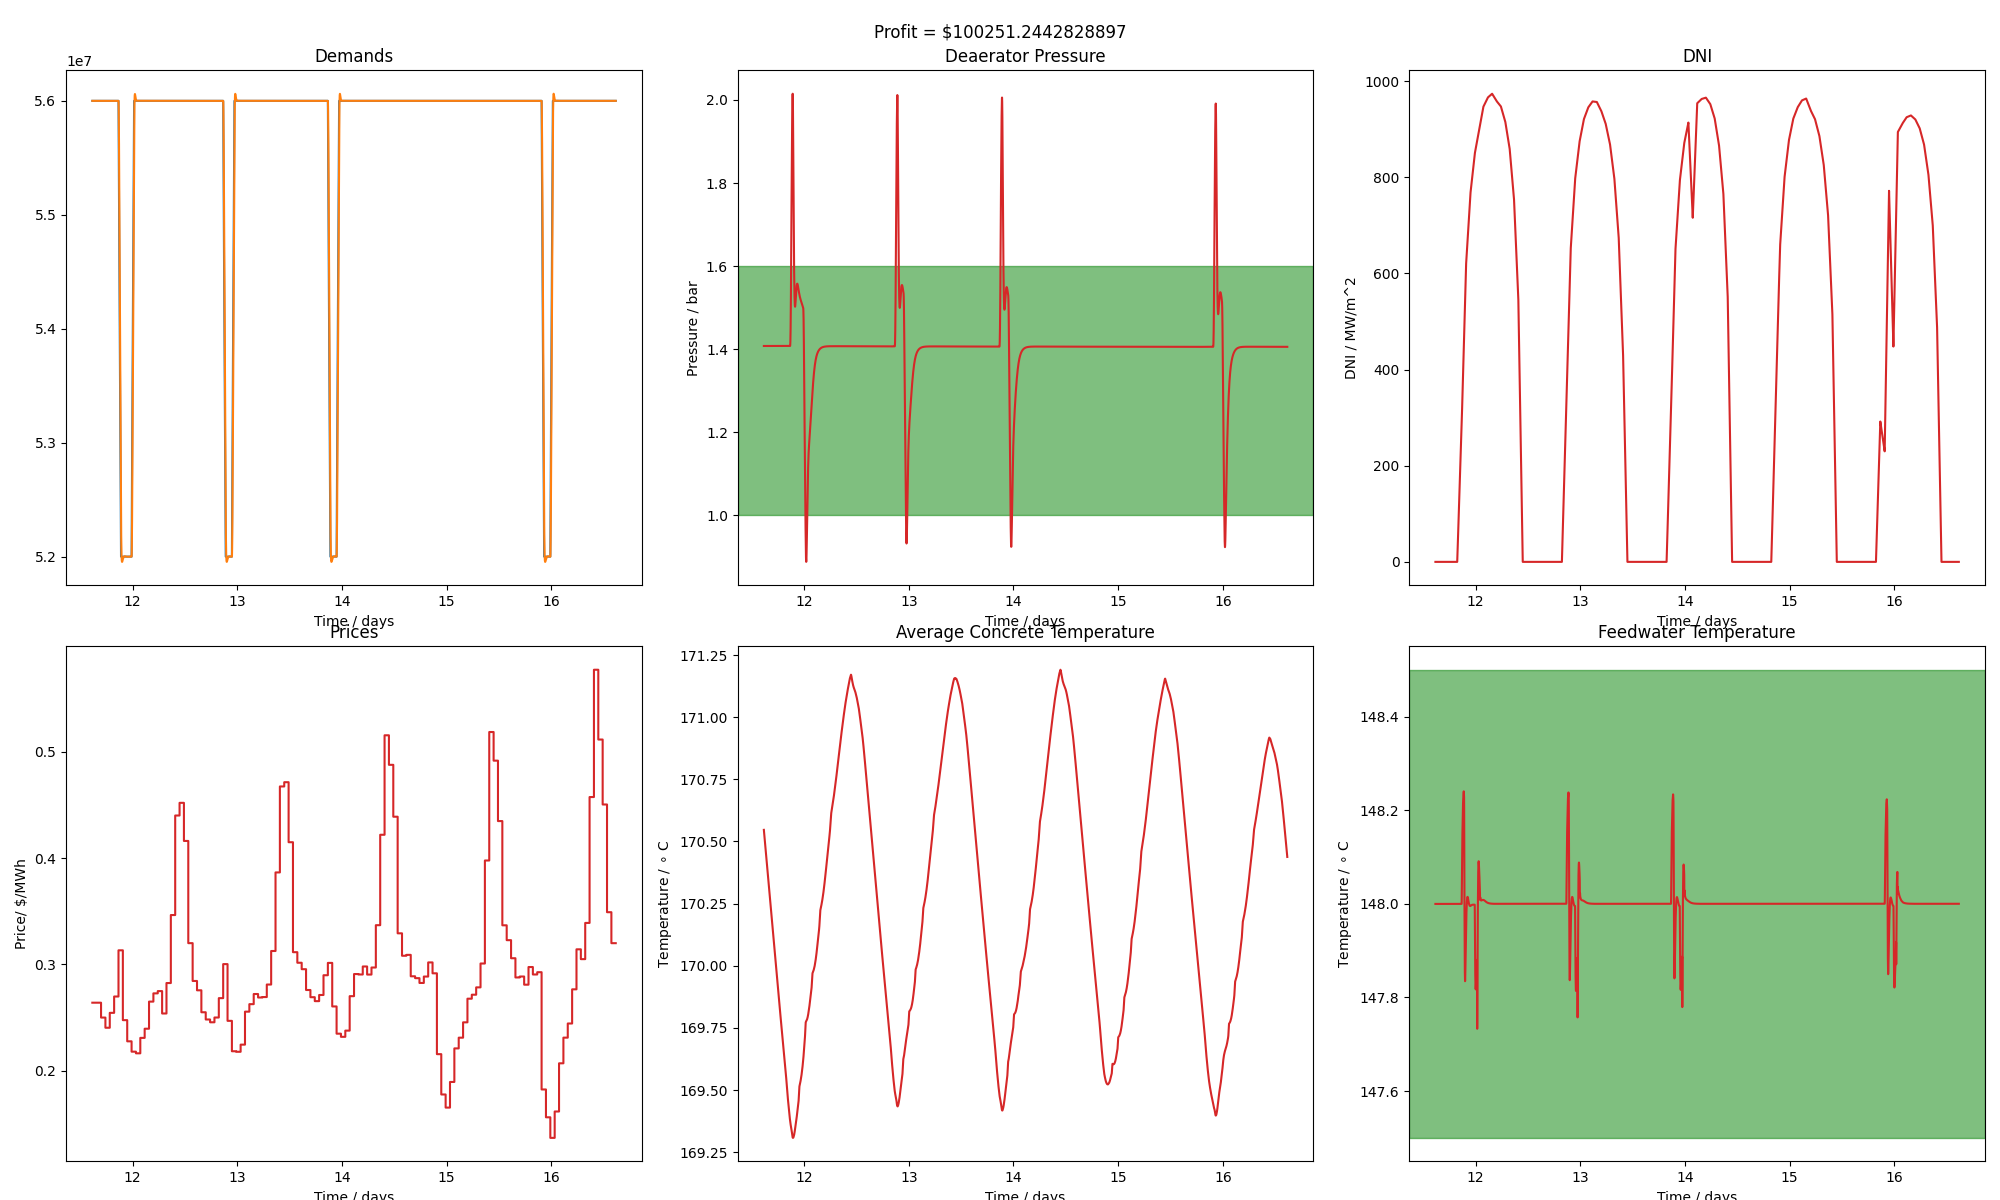 Profit = $100251.2442828897
Demands
1e7
5.6
5.5
5.4
5.3
5.2
12 13 14 15 16
Time / days
Deaerator Pressure
Pressure / bar
2.0
1.8
1.6
1.4
1.2
1.0
12 13 14 15 16
Time / days
DNI
DNI / MW/m^2
1000
800
600
400
200
0
12 13 14 15 16
Time / days
Prices
Price/ $/MWh
0.5
0.4
0.3
0.2
12 13 14 15 16
Time / days
Average Concrete Temperature
Temperature / ∘ C
171.25
171.00
170.75
170.50
170.25
170.00
169.75
169.50
169.25
12 13 14 15 16
Time / days
Feedwater Temperature
Temperature / ∘ C
148.4
148.2
148.0
147.8
147.6
12 13 14 15 16
Time / days